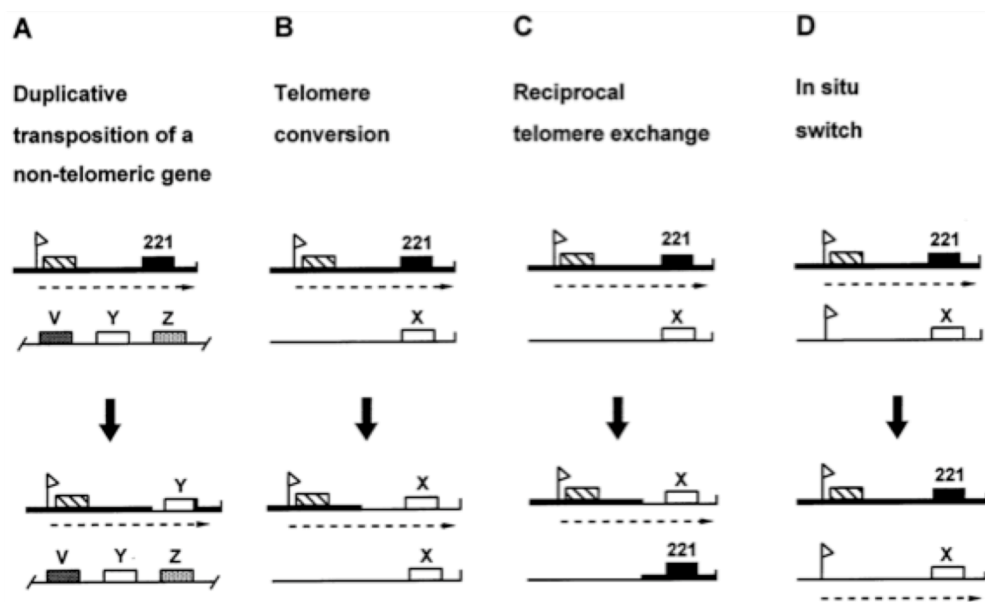 A
B
C
D
Duplicative
transposition of a
non-telomeric gene
Telomere
conversion
Reciprocal
telomere exchange
In situ
switch
221
221
221
221
V Y Z
X
X
X
Y
X
X
221
V Y Z
X
221
X